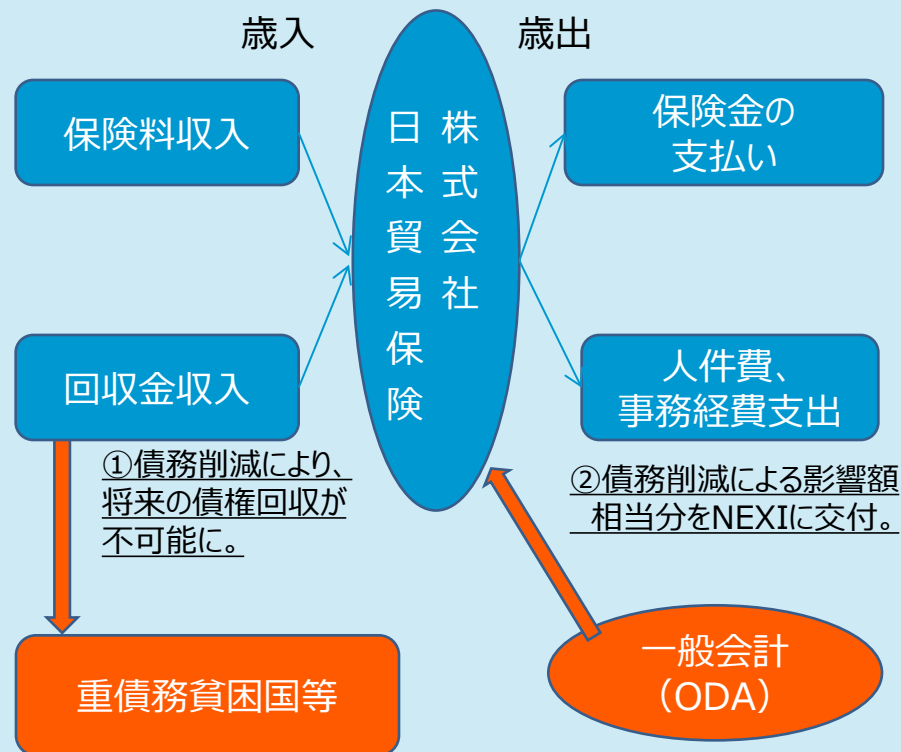 歳入
歳出
保険料収入
株式会社
日本貿易保険
保険金の
支払い
回収金収入
人件費、
事務経費支出
①債務削減により、
将来の債権回収が
不可能に。
②債務削減による影響額
相当分をNEXIに交付。
重債務貧困国等
一般会計
（ODA）